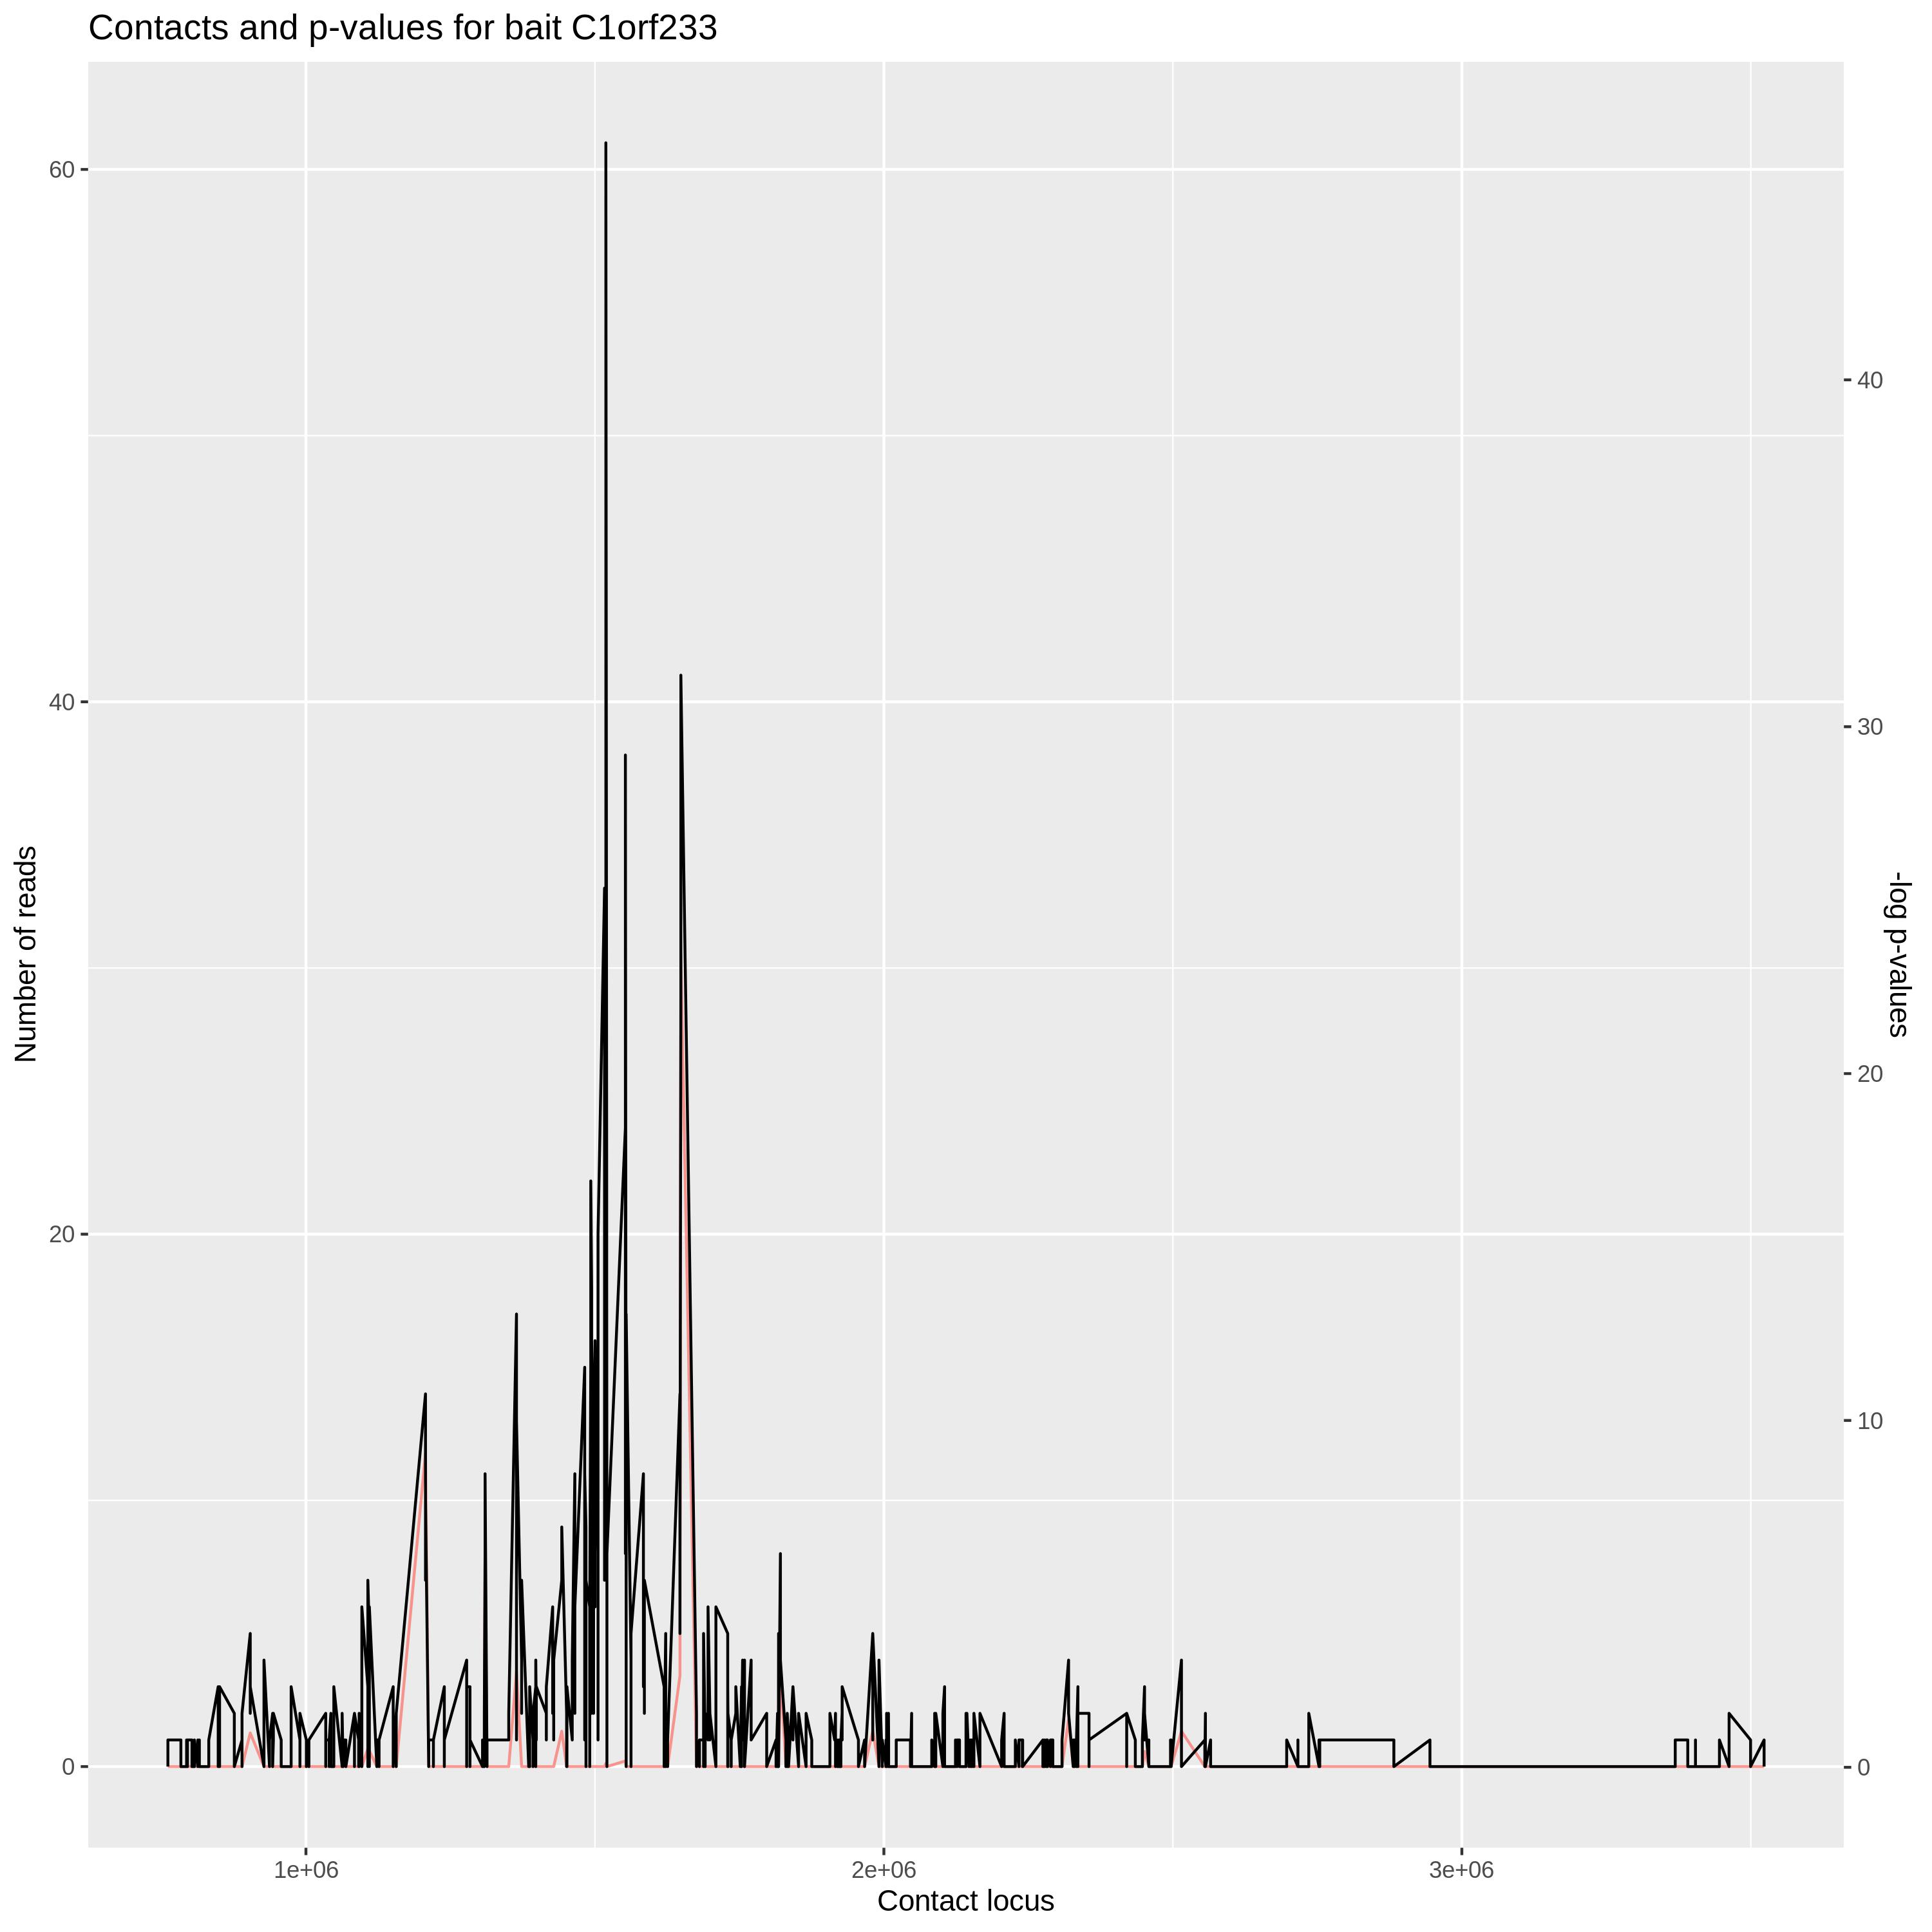 Contacts and p-values for bait C1orf233
60
40
20
0
Number of reads
40
30
20
10
0
-log p-values
1e+06
2e+06
3e+06
Contact locus